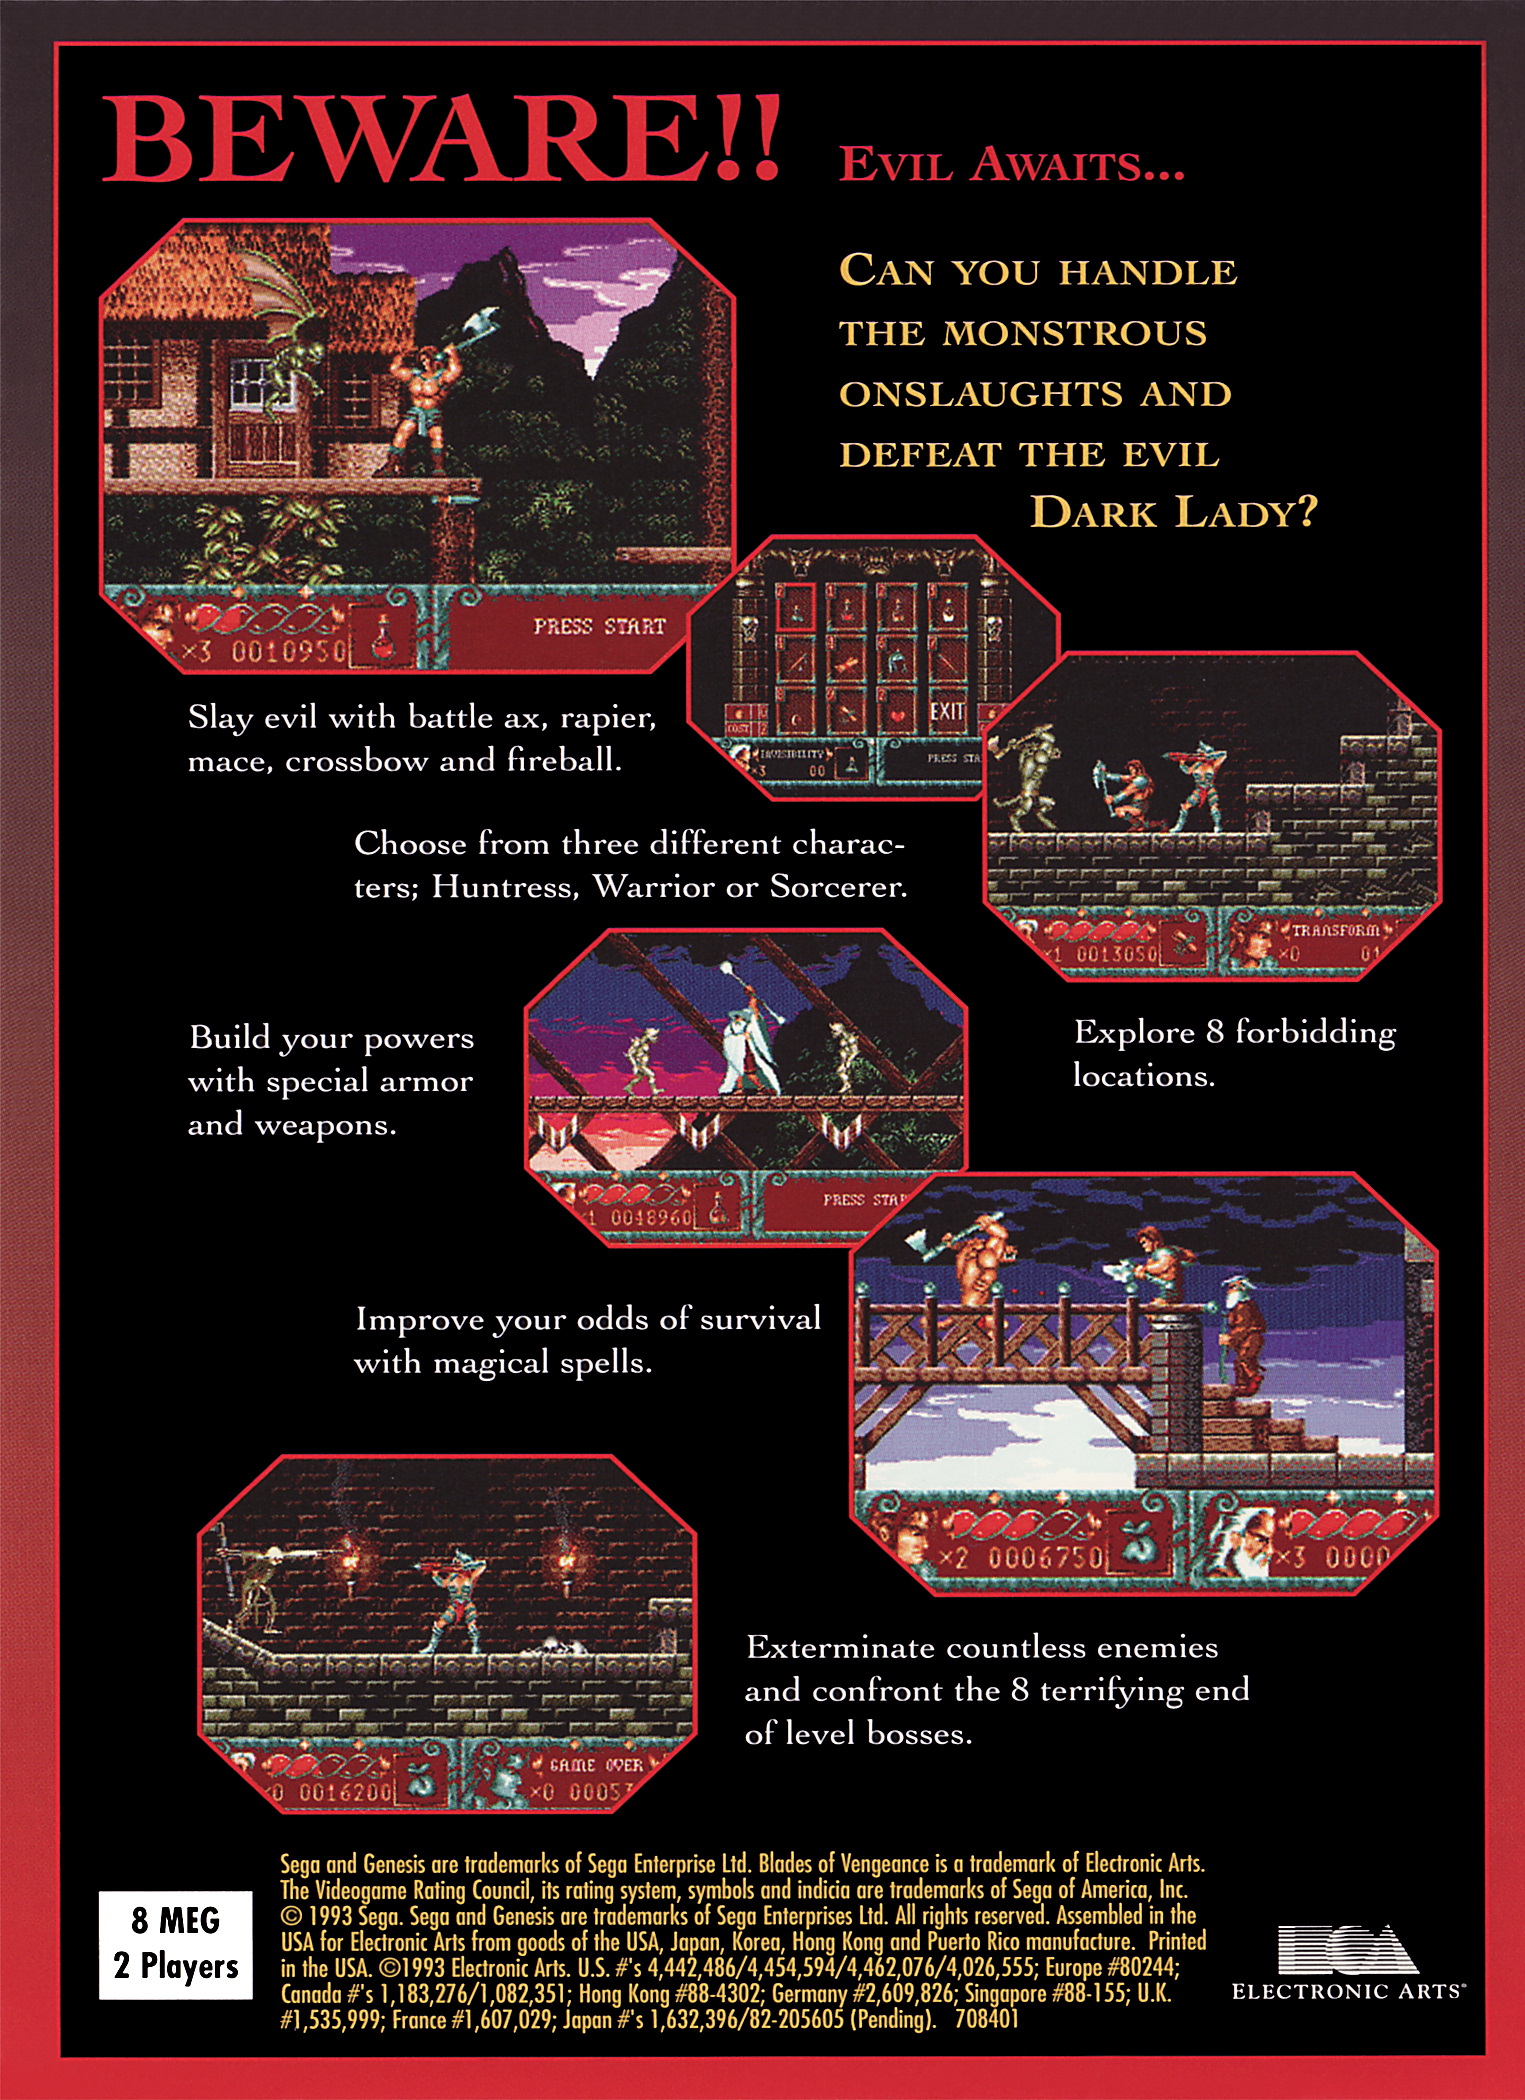 BEWARE!! EVIL AWAITS...
CAN YOU HANDLE
THE MONSTROUS
ONSLAUGHTS AND
DEFEAT THE EVIL
DARK LADY?
PRESS START
×3 0010950
EXIT
COST
INVISIBILITY
×3 00
PRESS STA
Slay evil with battle ax, rapier,
mace, crossbow and fireball.
Choose from three different charac-
ters; Huntress, Warrior or Sorcerer.
TRANSFORM
×1 0013050
×0 01
Build your powers
with special armor
and weapons.
Explore 8 forbidding
locations.
PRESS STAR
1 0048960
Improve your odds of survival
with magical spells.
×2 0006750
×3 0000
GAME OVER
×0 0016200
×0 00053
Exterminate countless enemies
and confront the 8 terrifying end
of level bosses.
8 MEG
2 Players
Sega and Genesis are trademarks of Sega Enterprise Ltd. Blades of Vengeance is a trademark of Electronic Arts.
The Videogame Rating Council, its rating system, symbols and indicia are trademarks of Sega of America, Inc.
© 1993 Sega. Sega and Genesis are trademarks of Sega Enterprises Ltd. All rights reserved. Assembled in the
USA for Electronic Arts from goods of the USA, Japan, Korea, Hong Kong and Puerto Rico manufacture. Printed
in the USA. ©1993 Electronic Arts. U.S. #'s 4,442,486/4,454,594/4,462,076/4,026,555; Europe #80244;
Canada #'s 1,183,276/1,082,351; Hong Kong #88-4302; Germany #2,609,826; Singapore #88-155; U.K.
#1,535,999; France #1,607,029; Japan #'s 1,632,396/82-205605 (Pending). 708401
EA
ELECTRONIC ARTS®